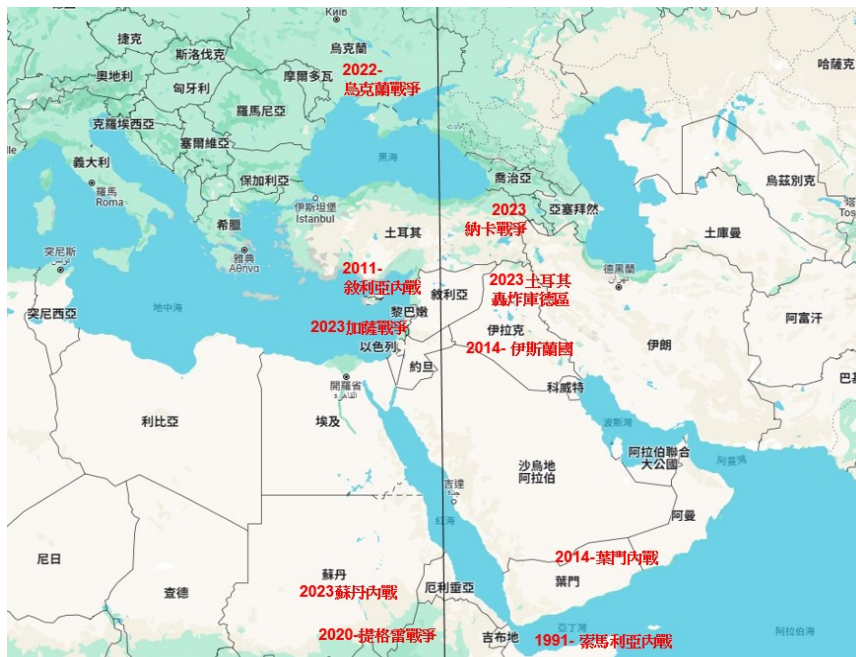 Київ
捷克
烏克蘭
哈薩克
斯洛伐克
奧地利
摩爾多瓦
2022-
烏克蘭戰爭
匈牙利
羅馬尼亞
克羅埃西亞
塞爾維亞
義大利
黑海
羅馬
Roma
保加利亞
喬治亞
烏茲別克
伊斯坦堡
Istanbul
2023
納卡戰爭
亞塞拜然
希臘
土耳其
土庫曼
突尼斯
تونس
雅典
Αθήνα
2011-
敘利亞內戰
敘利亞
2023土耳其
轟炸庫德區
德黑蘭
تهران
突尼西亞
地中海
黎巴嫩
2023加薩戰爭
伊拉克
阿富汗
以色列
2014- 伊斯蘭國
伊朗
約旦
開羅省
القاهرة
科威特
利比亞
埃及
波斯灣
沙烏地
阿拉伯
阿拉伯聯合
大公國
吉達
جدة
阿曼
紅海
2014-葉門內戰
尼日
查德
蘇丹
2023蘇丹內戰
厄利垂亞
葉門
2020-提格雷戰爭
吉布地
亞丁灣
1991- 索馬利亞內戰
阿拉伯海